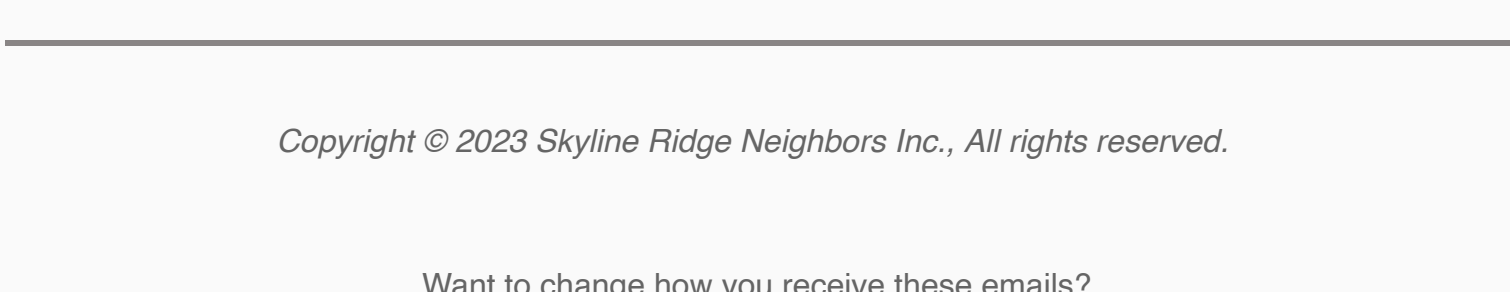 Copyright © 2023 Skyline Ridge Neighbors Inc., All rights reserved.
Want to change how you receive these emails?